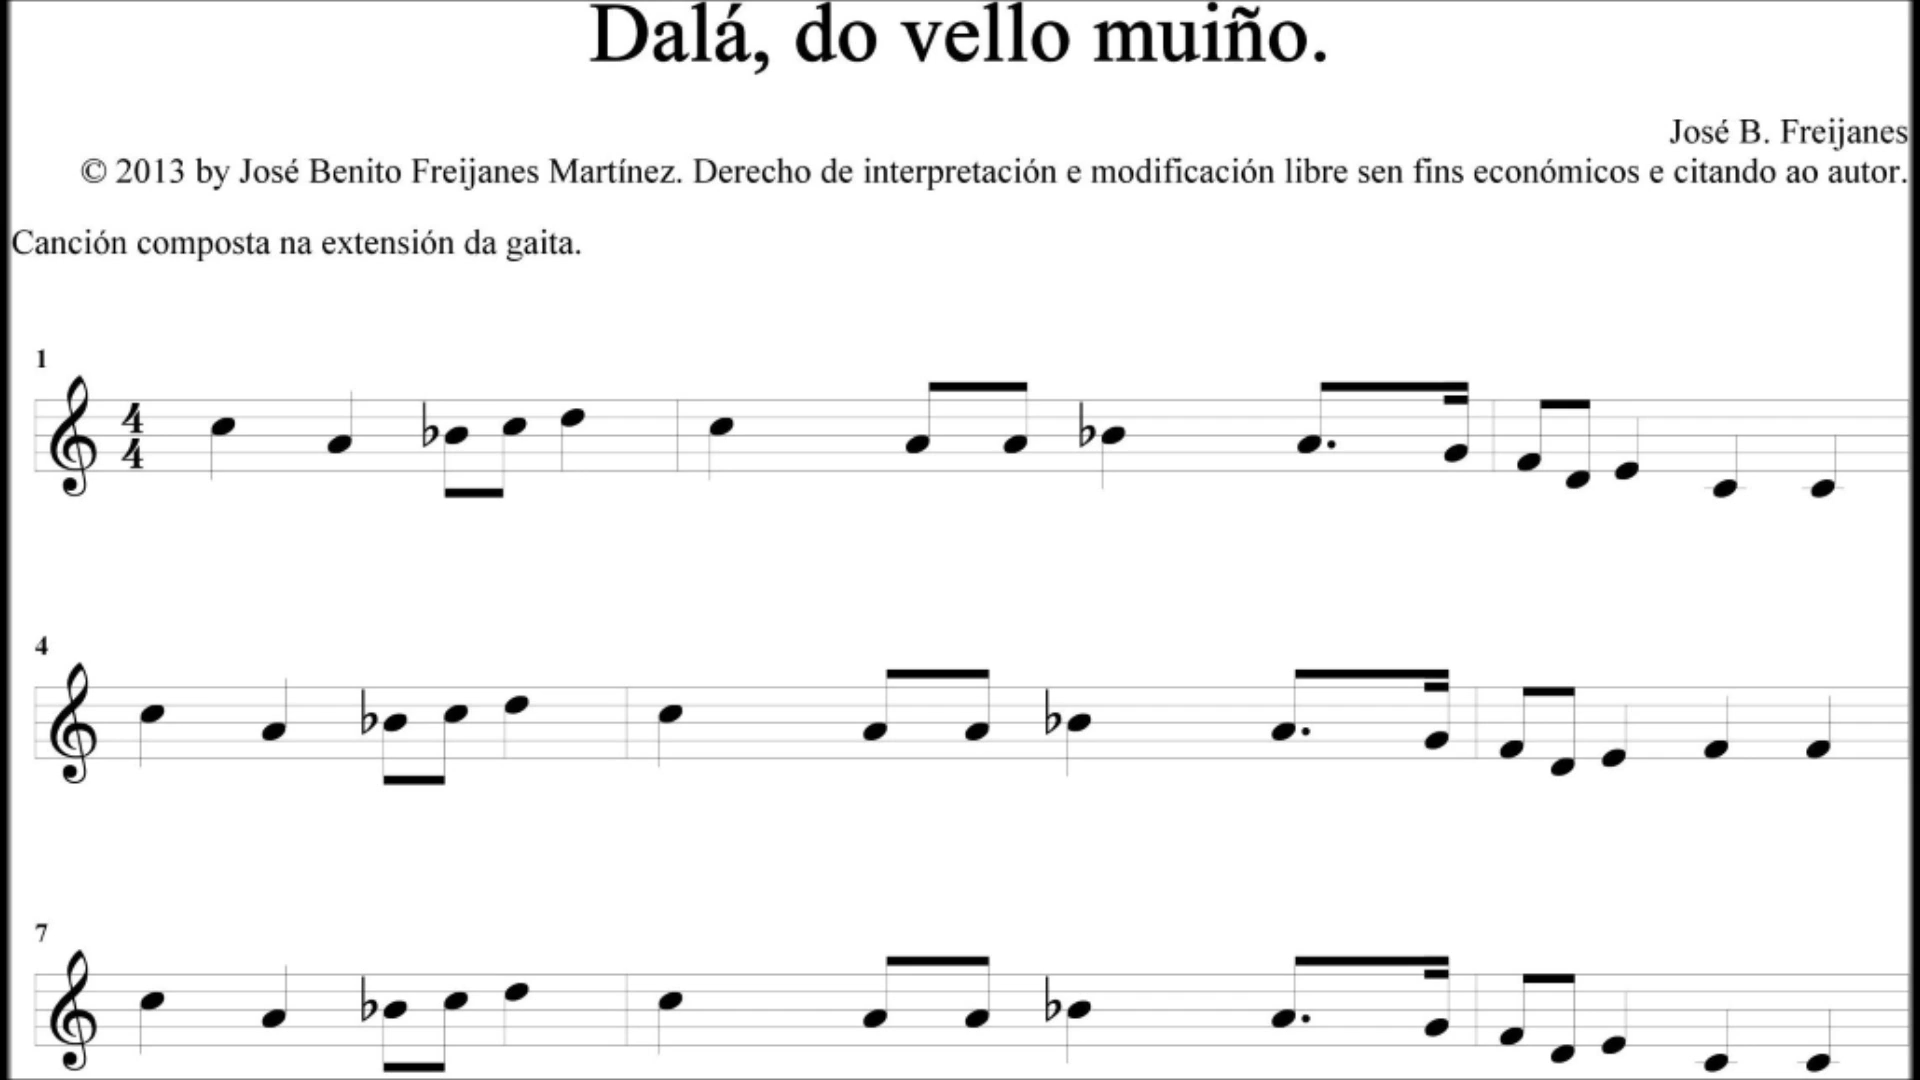 Dalá, do vello muiño.
José B. Freijanes
© 2013 by José Benito Freijanes Martínez. Derecho de interpretación e modificación libre sen fins económicos e citando ao autor.
Canción composta na extensión da gaita.
1
4
4
4
7